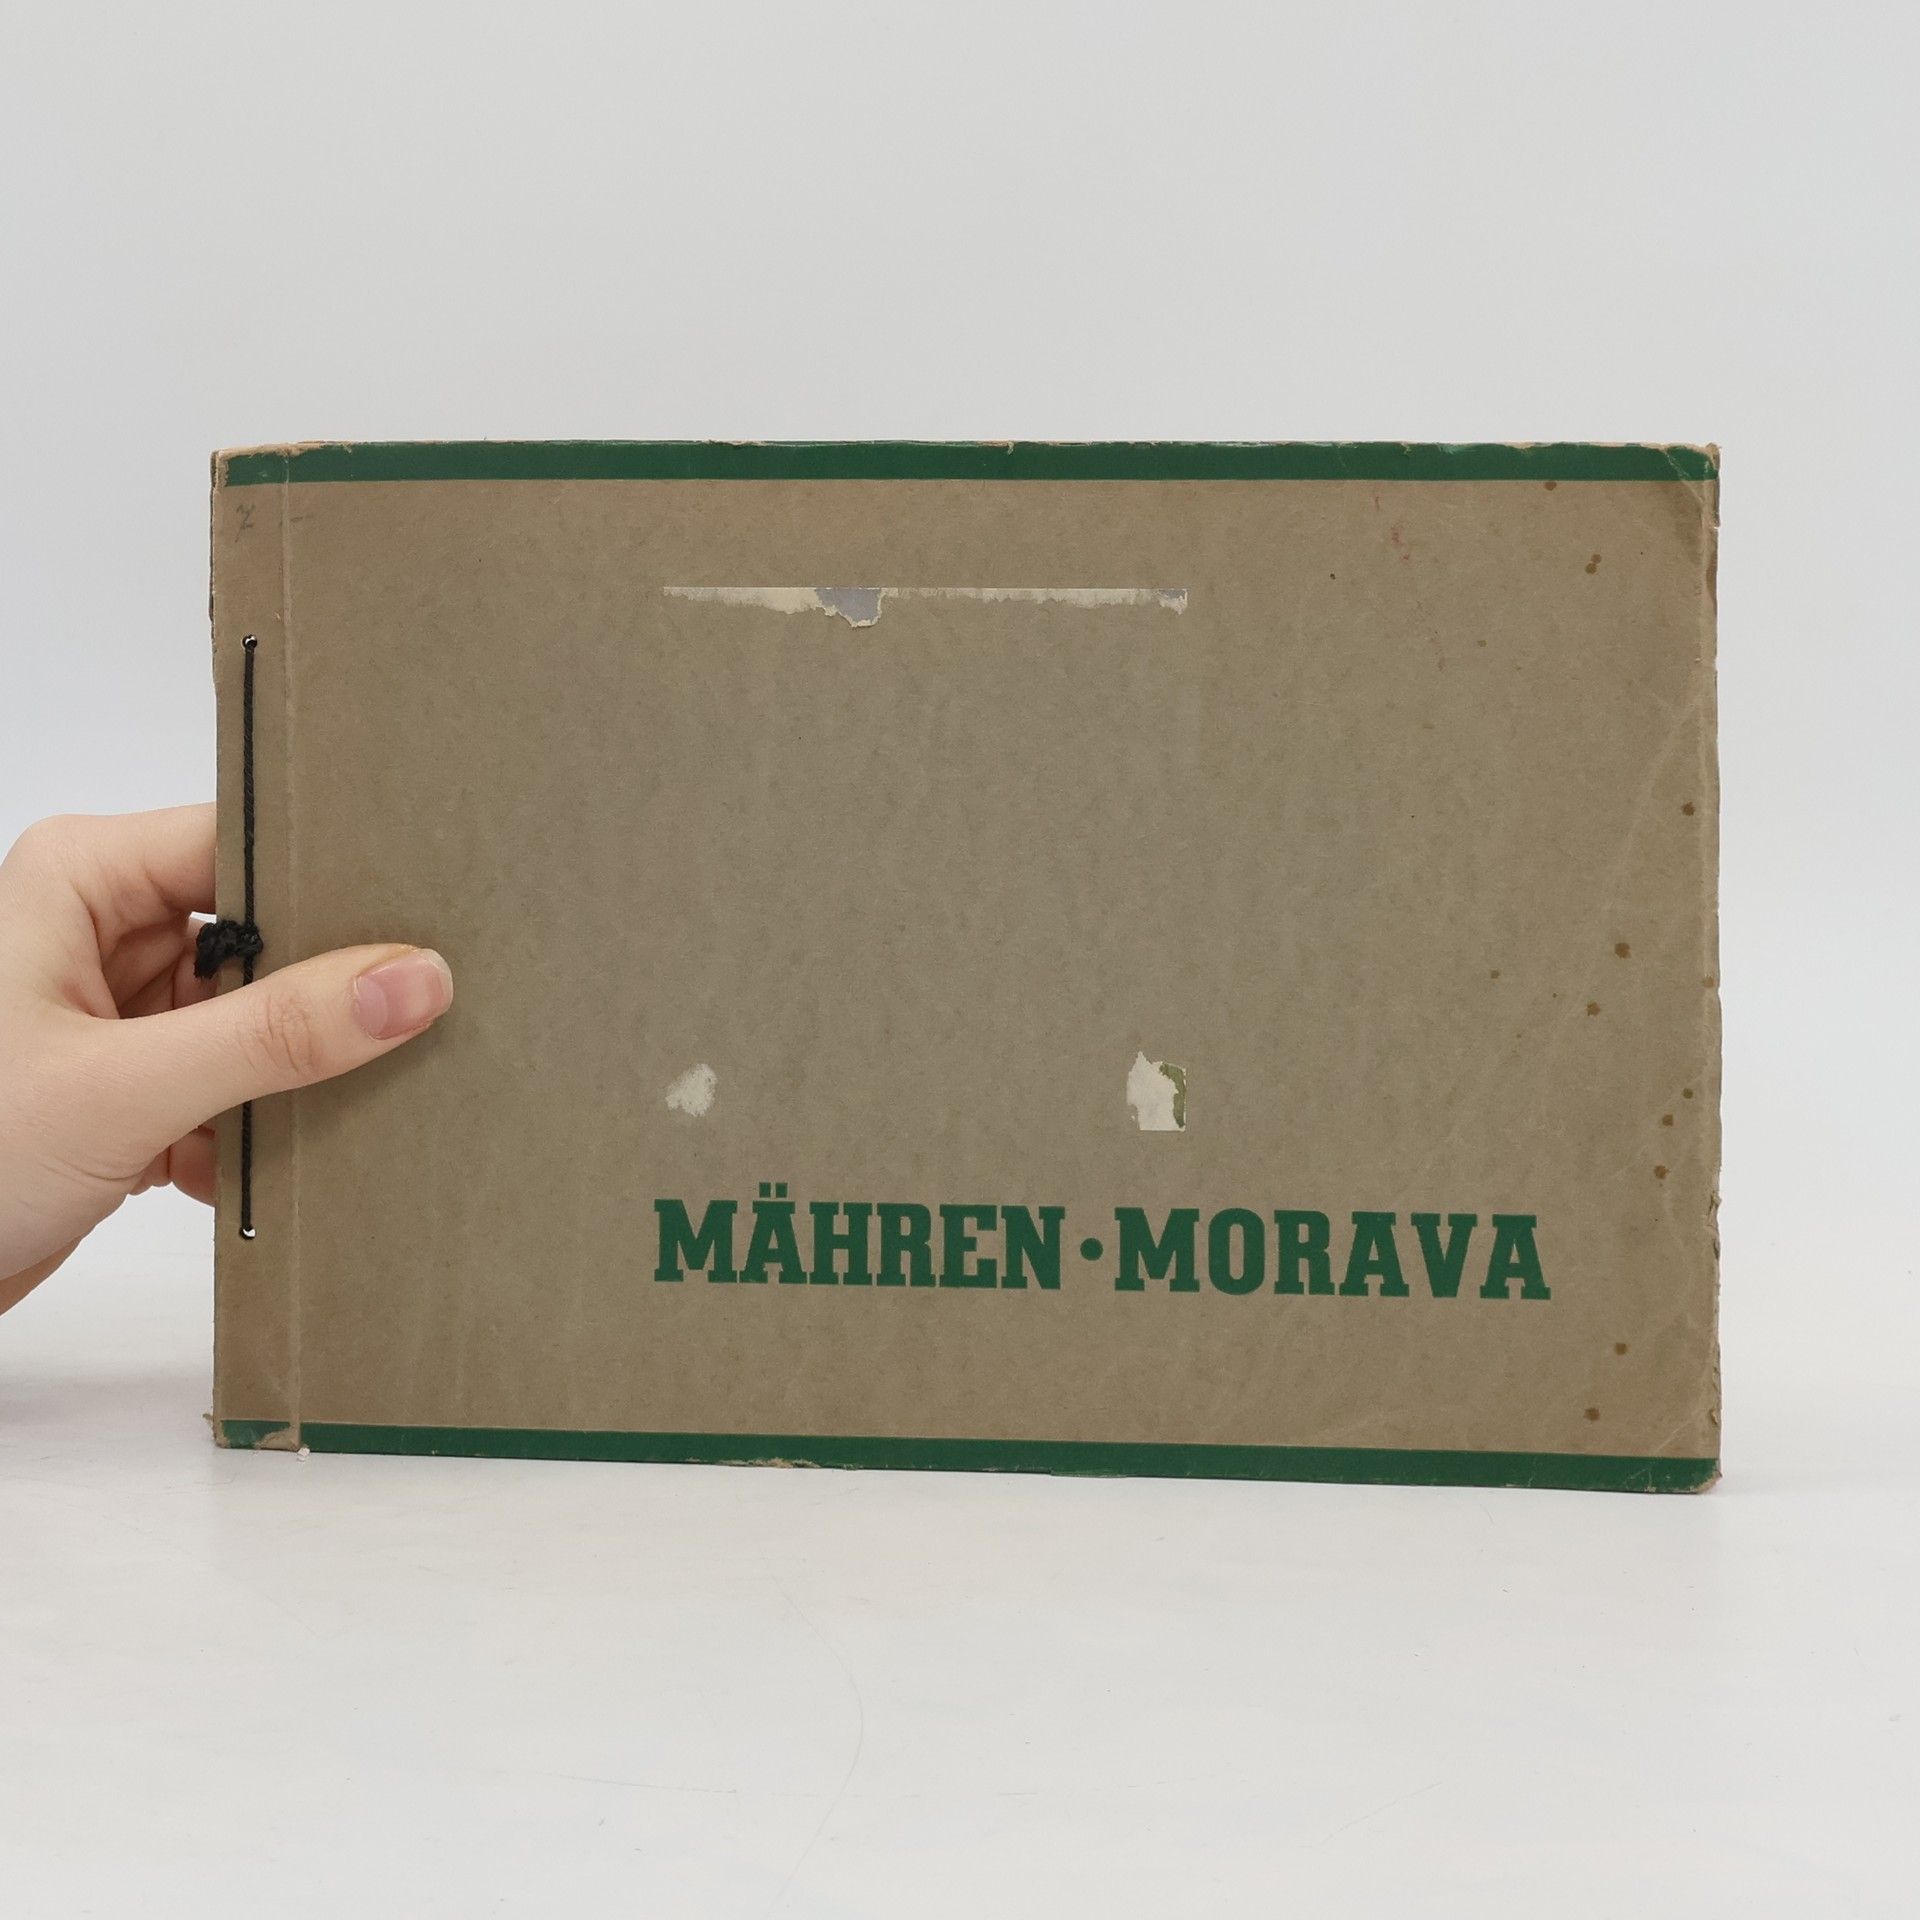 MÄHREN · MORAVA